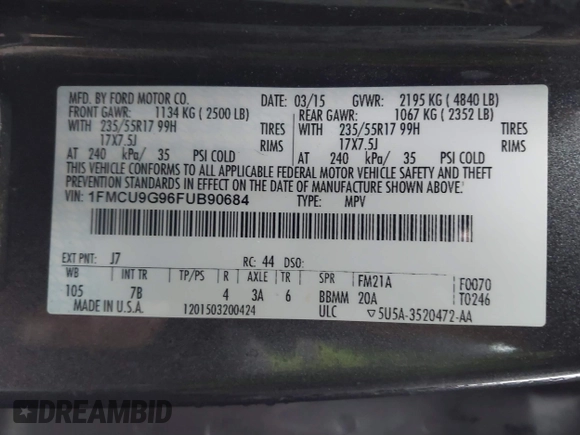 MFD. BY FORD MOTOR CO.
DATE: 03/15 GVWR: 2195 KG ( 4840 LB)
FRONT GAWR: 1134 KG ( 2500 LB)
REAR GAWR: 1067 KG ( 2352 LB)
WITH 235/55R17 99H TIRES
WITH 235/55R17 99H TIRES
17X7.5J RIMS
17X7.5J RIMS
AT 240 kPa/ 35 PSI COLD
AT 240 kPa/ 35 PSI COLD
THIS VEHICLE CONFORMS TO ALL APPLICABLE FEDERAL MOTOR VEHICLE SAFETY AND THEFT
PREVENTION STANDARDS IN EFFECT ON THE DATE OF MANUFACTURE SHOWN ABOVE.
VIN: 1FMCU9G96FUB90684
TYPE: MPV
EXT PNT: J7 RC: 44 DSO:
WB INT TR TP/PS R AXLE TR SPR FM21A F0070
105 7B 4 3A 6 BBMM 20A T0246
MADE IN U.S.A. 1201503200424 ULC ▽5U5A-3520472-AA
DREAMBID